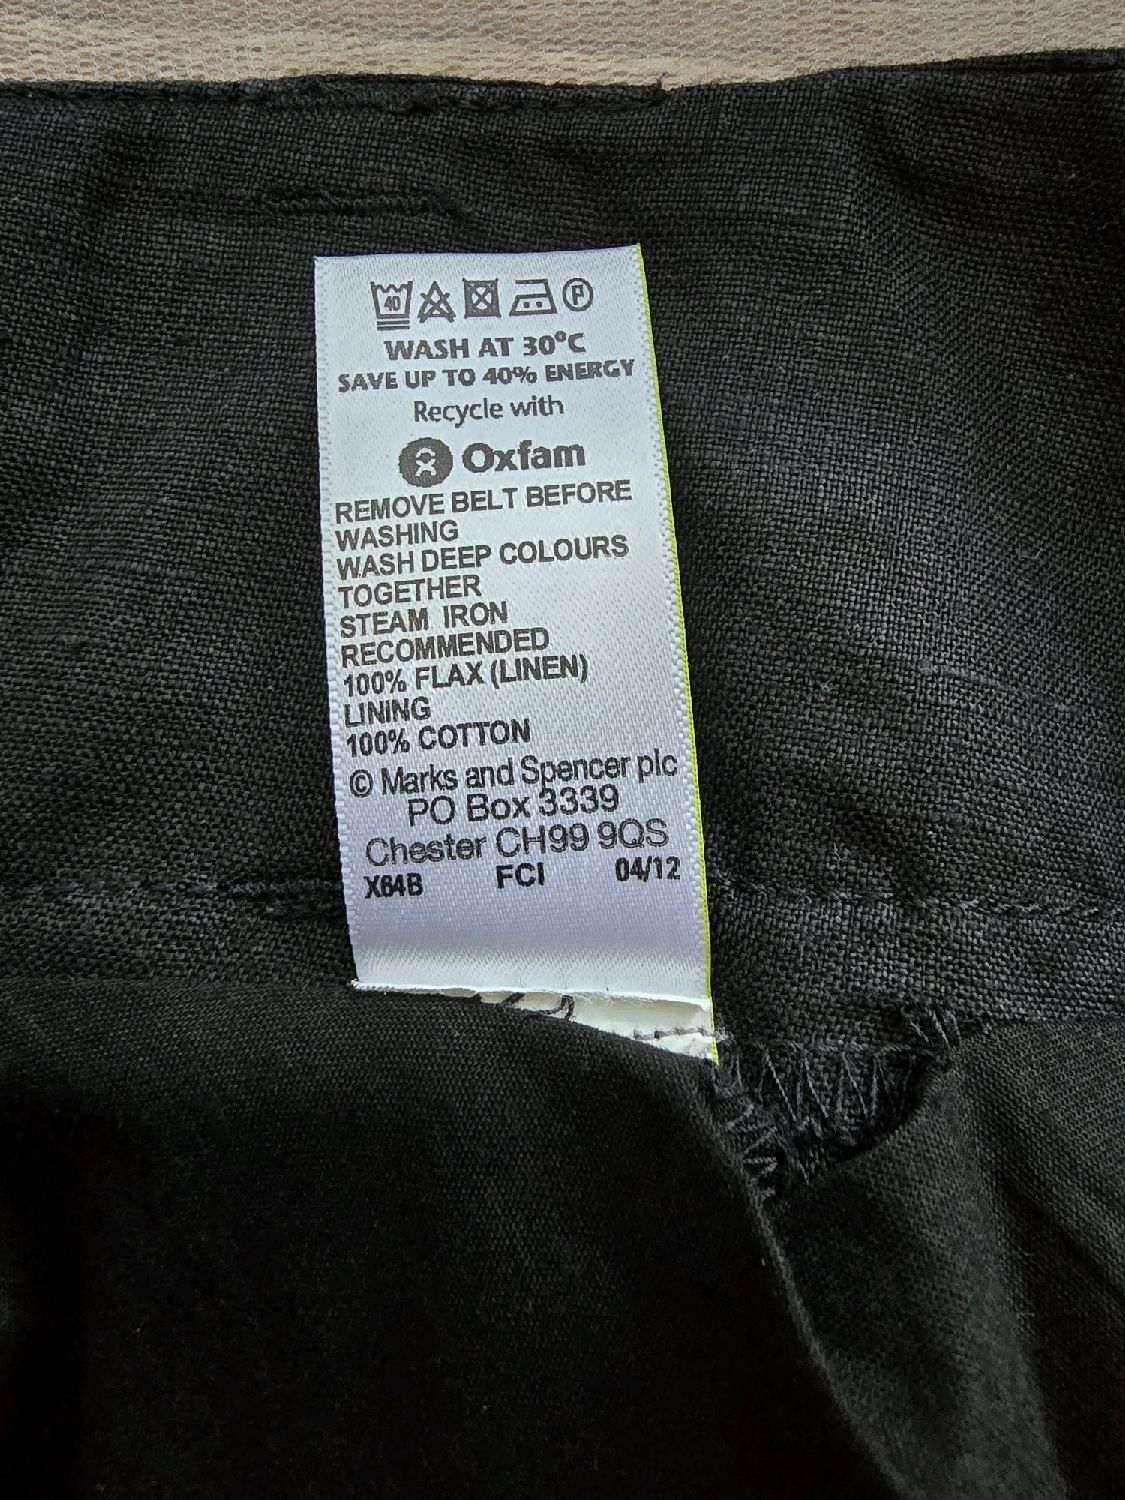 40
P
WASH AT 30°C
SAVE UP TO 40% ENERGY
Recycle with
Oxfam
REMOVE BELT BEFORE
WASHING
WASH DEEP COLOURS
TOGETHER
STEAM IRON
RECOMMENDED
100% FLAX (LINEN)
LINING
100% COTTON
© Marks and Spencer plc
PO Box 3339
Chester CH99 9QS
X64B FCI 04/12